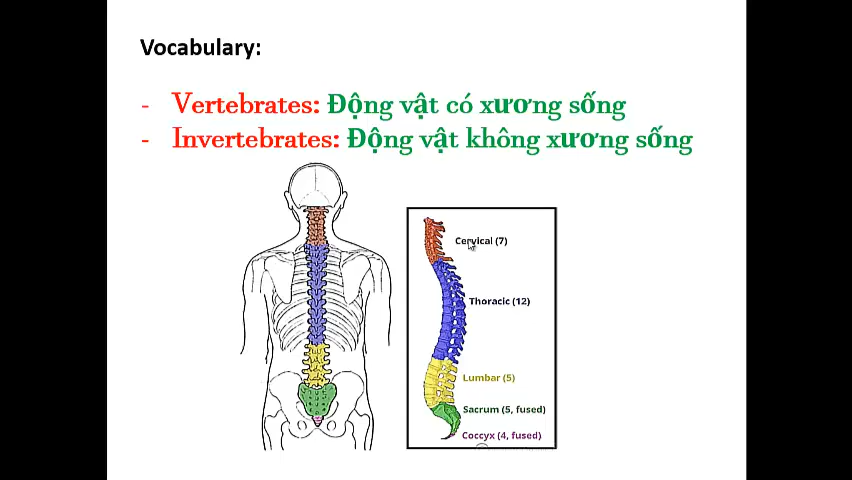 Vocabulary:
- Vertebrates: Động vật có xương sống
- Invertebrates: Động vật không xương sống
Cervical (7)
Thoracic (12)
Lumbar (5)
Sacrum (5, fused)
Coccyx (4, fused)